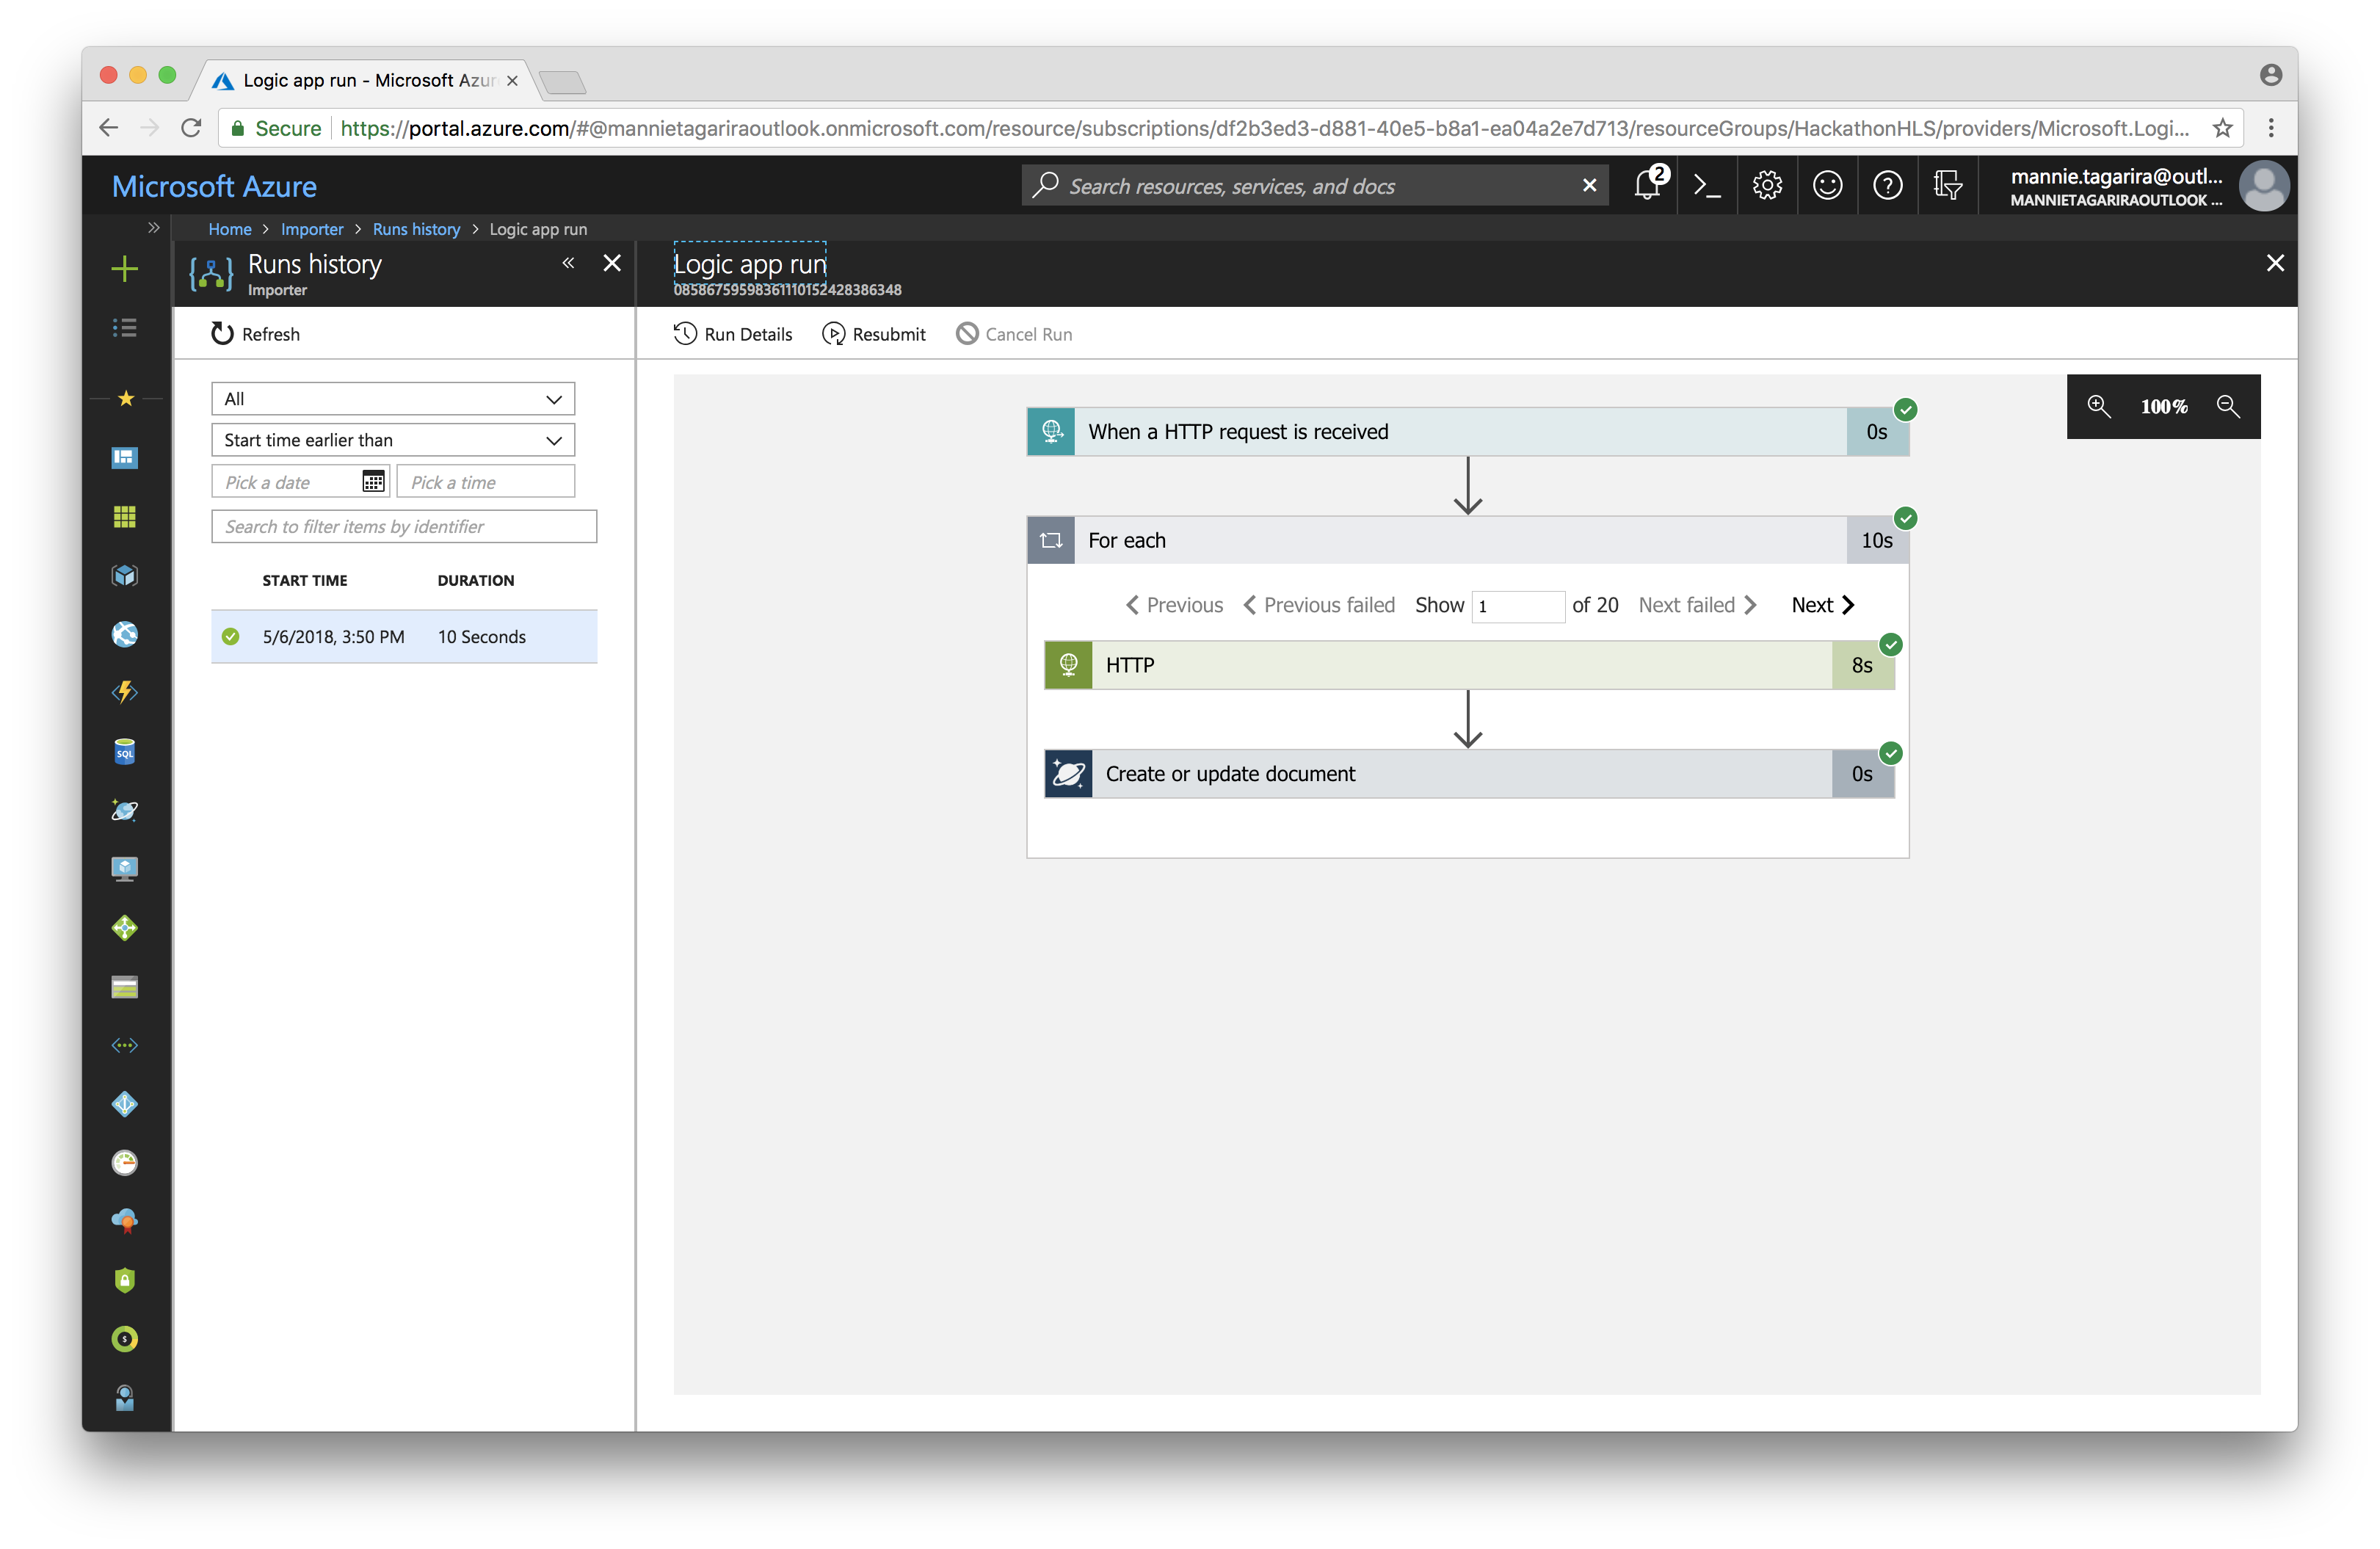 Logic app run - Microsoft Azur
Secure https://portal.azure.com/#@mannietagariraoutlook.onmicrosoft.com/resource/subscriptions/df2b3ed3-d881-40e5-b8a1-ea04a2e7d713/resourceGroups/HackathonHLS/providers/Microsoft.Logi...
Microsoft Azure
Search resources, services, and docs
2
mannie.tagarira@outl...
MANNIETAGARIRAOUTLOOK ...
Home > Importer > Runs history > Logic app run
Runs history
Importer
Logic app run
08586759598361110152428386348
Refresh
Run Details
Resubmit
Cancel Run
All
Start time earlier than
Pick a date
Pick a time
Search to filter items by identifier
START TIME DURATION
5/6/2018, 3:50 PM 10 Seconds
100%
When a HTTP request is received 0s
For each 10s
Previous Previous failed Show 1 of 20 Next failed Next
HTTP 8s
Create or update document 0s
SQL